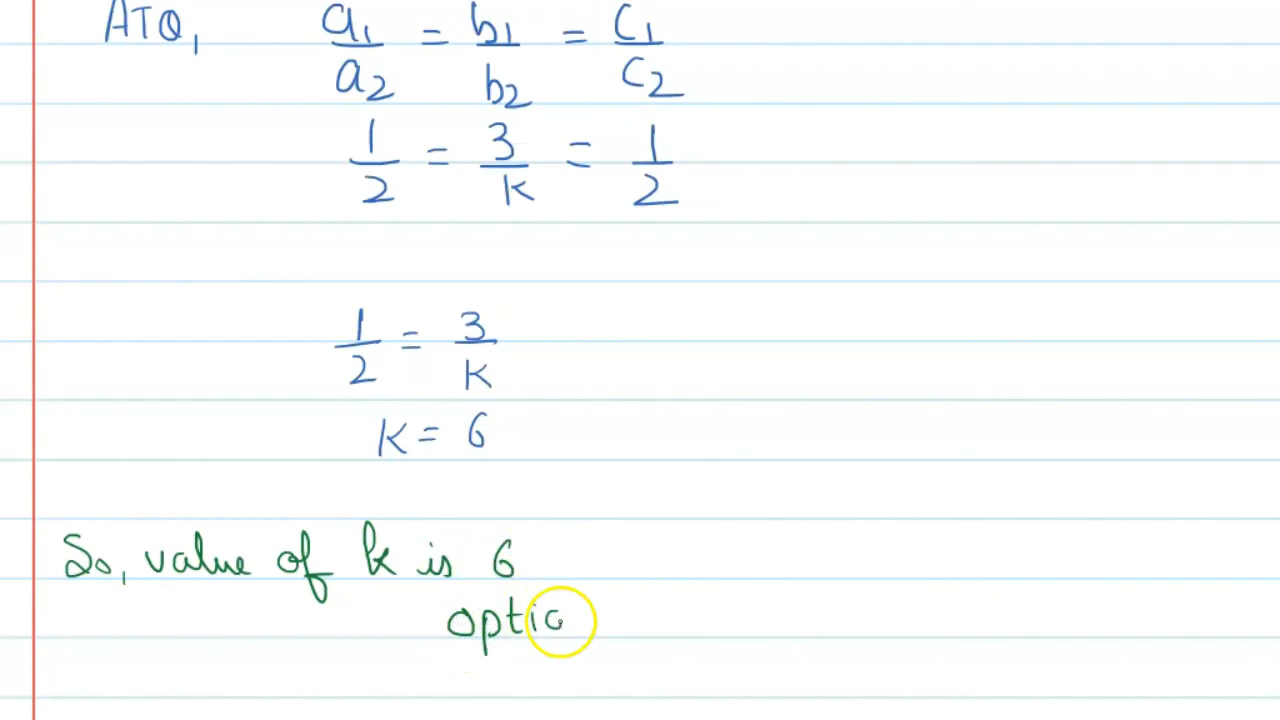 ATQ, a₁/a₂ = b₁/b₂ = c₁/c₂
1/2 = 3/k = 1/2
1/2 = 3/k
k = 6
So, value of k is 6
optio